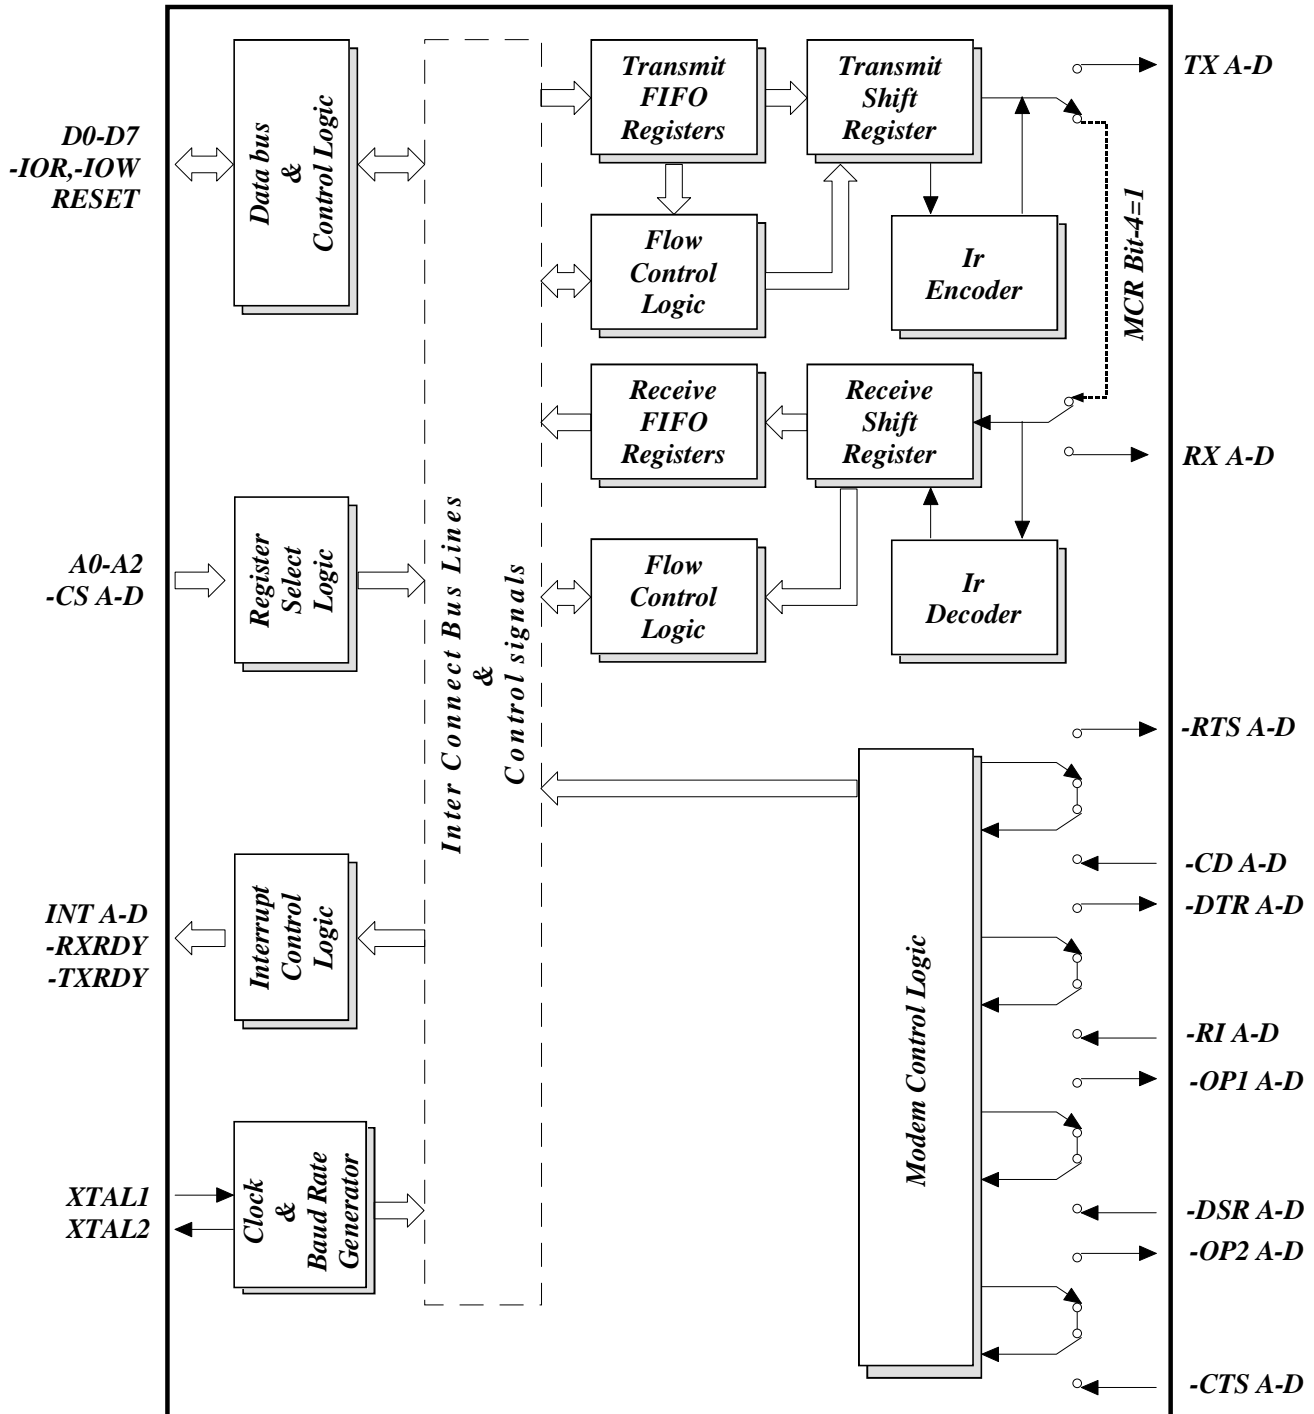 D0-D7
-IOR,-IOW
RESET
Data bus
&
Control Logic
A0-A2
-CS A-D
Register
Select
Logic
INT A-D
-RXRDY
-TXRDY
Interrupt
Control
Logic
XTAL1
XTAL2
Clock
&
Baud Rate
Generator
Inter Connect Bus Lines
&
Control signals
Transmit
FIFO
Registers
Transmit
Shift
Register
Flow
Control
Logic
Ir
Encoder
Receive
FIFO
Registers
Receive
Shift
Register
Flow
Control
Logic
Ir
Decoder
MCR Bit-4=1
Modem Control Logic
TX A-D
RX A-D
-RTS A-D
-CD A-D
-DTR A-D
-RI A-D
-OP1 A-D
-DSR A-D
-OP2 A-D
-CTS A-D